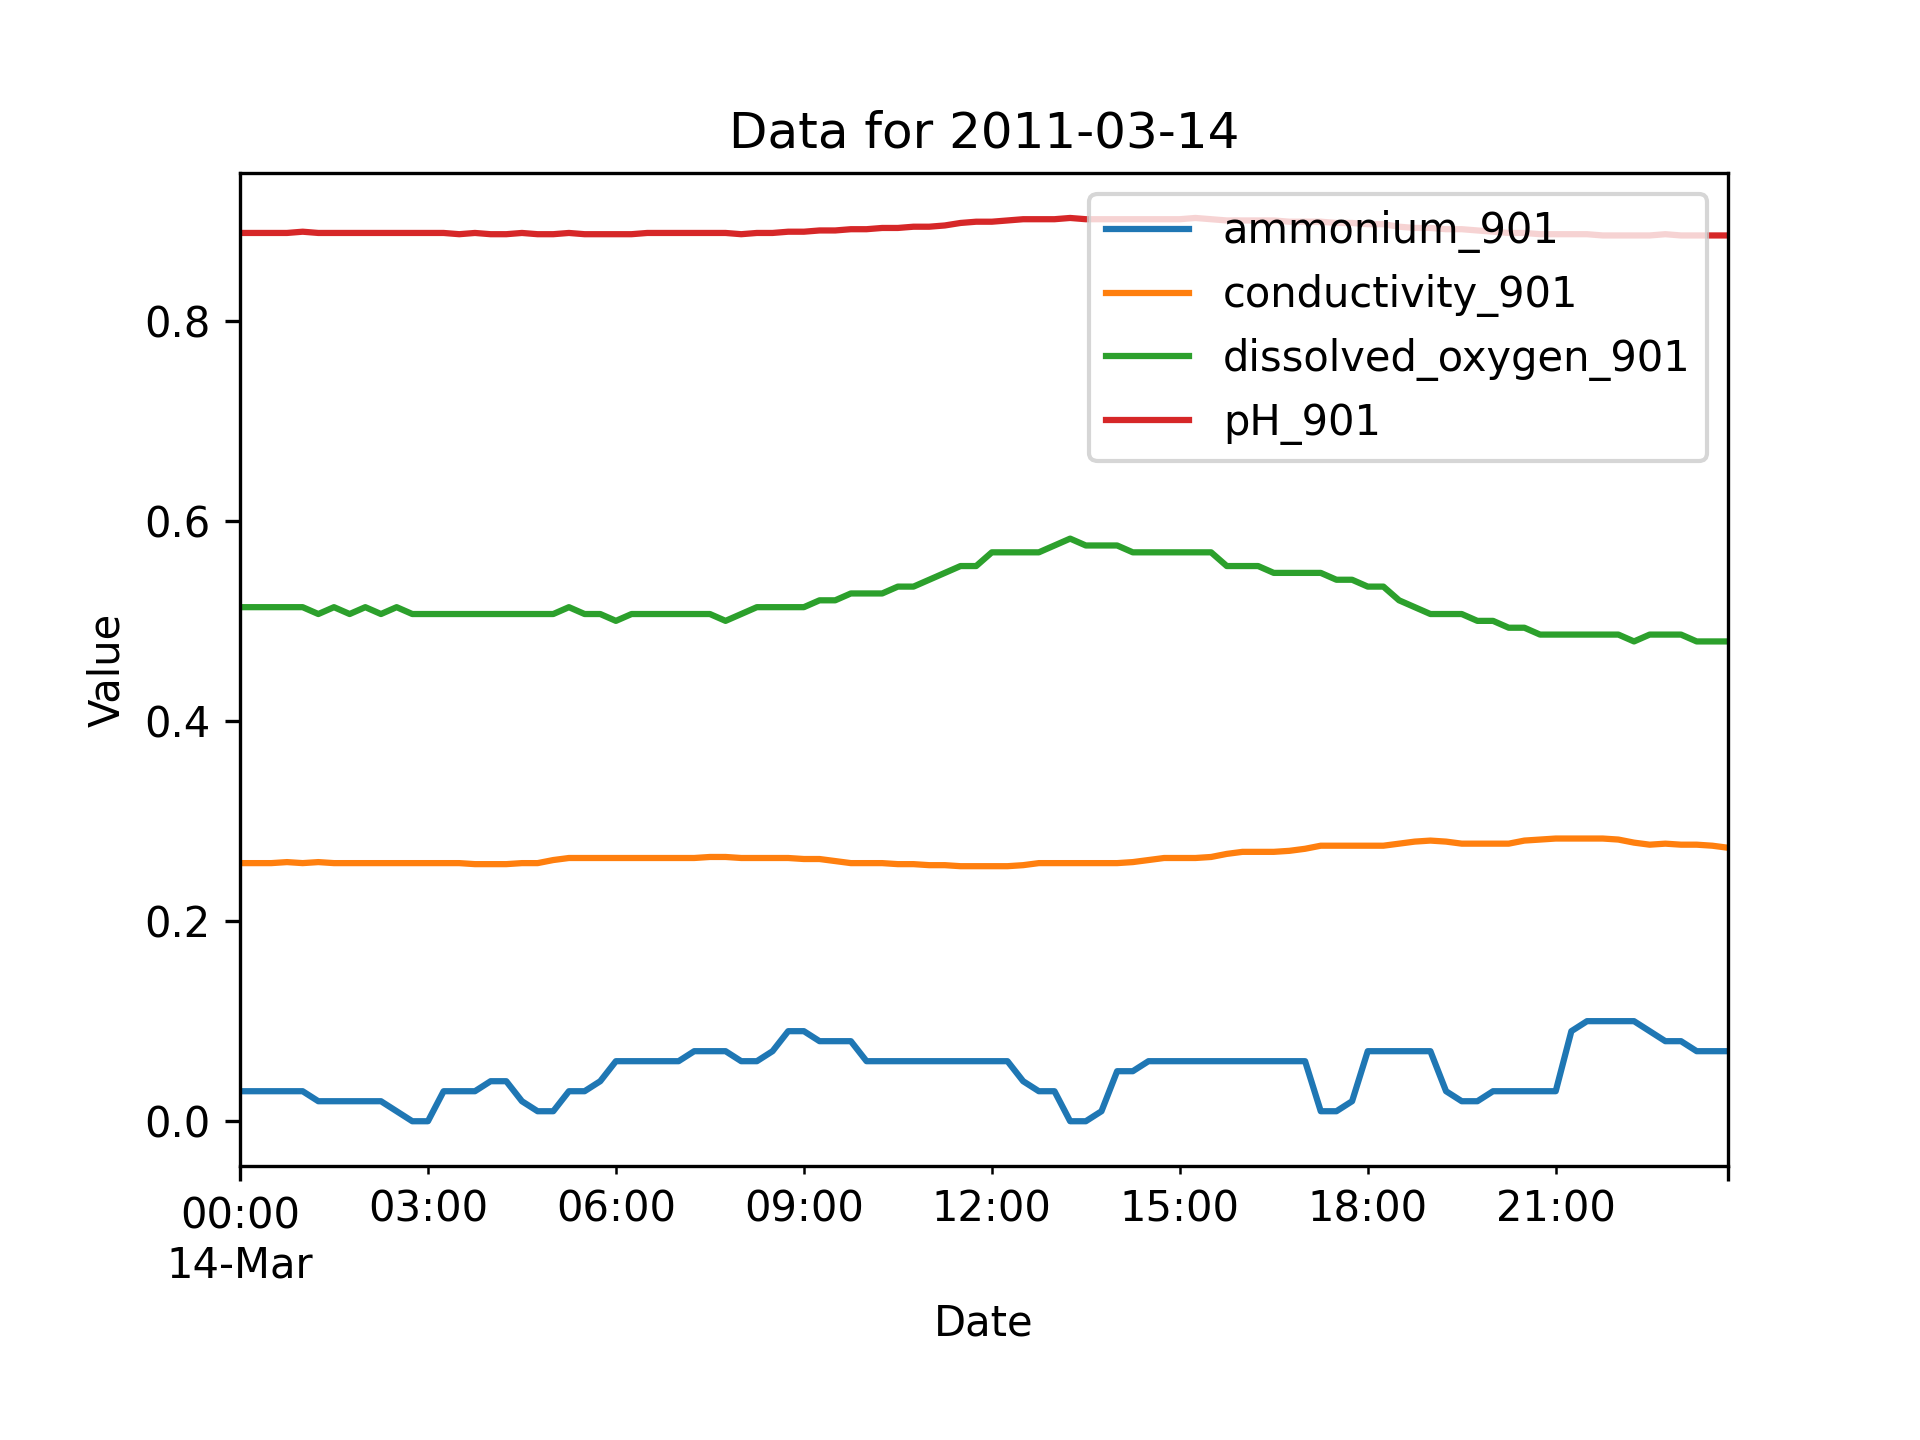 Data for 2011-03-14
ammonium_901
conductivity_901
dissolved_oxygen_901
pH_901
Value
0.8
0.6
0.4
0.2
0.0
00:00 03:00 06:00 09:00 12:00 15:00 18:00 21:00
14-Mar
Date